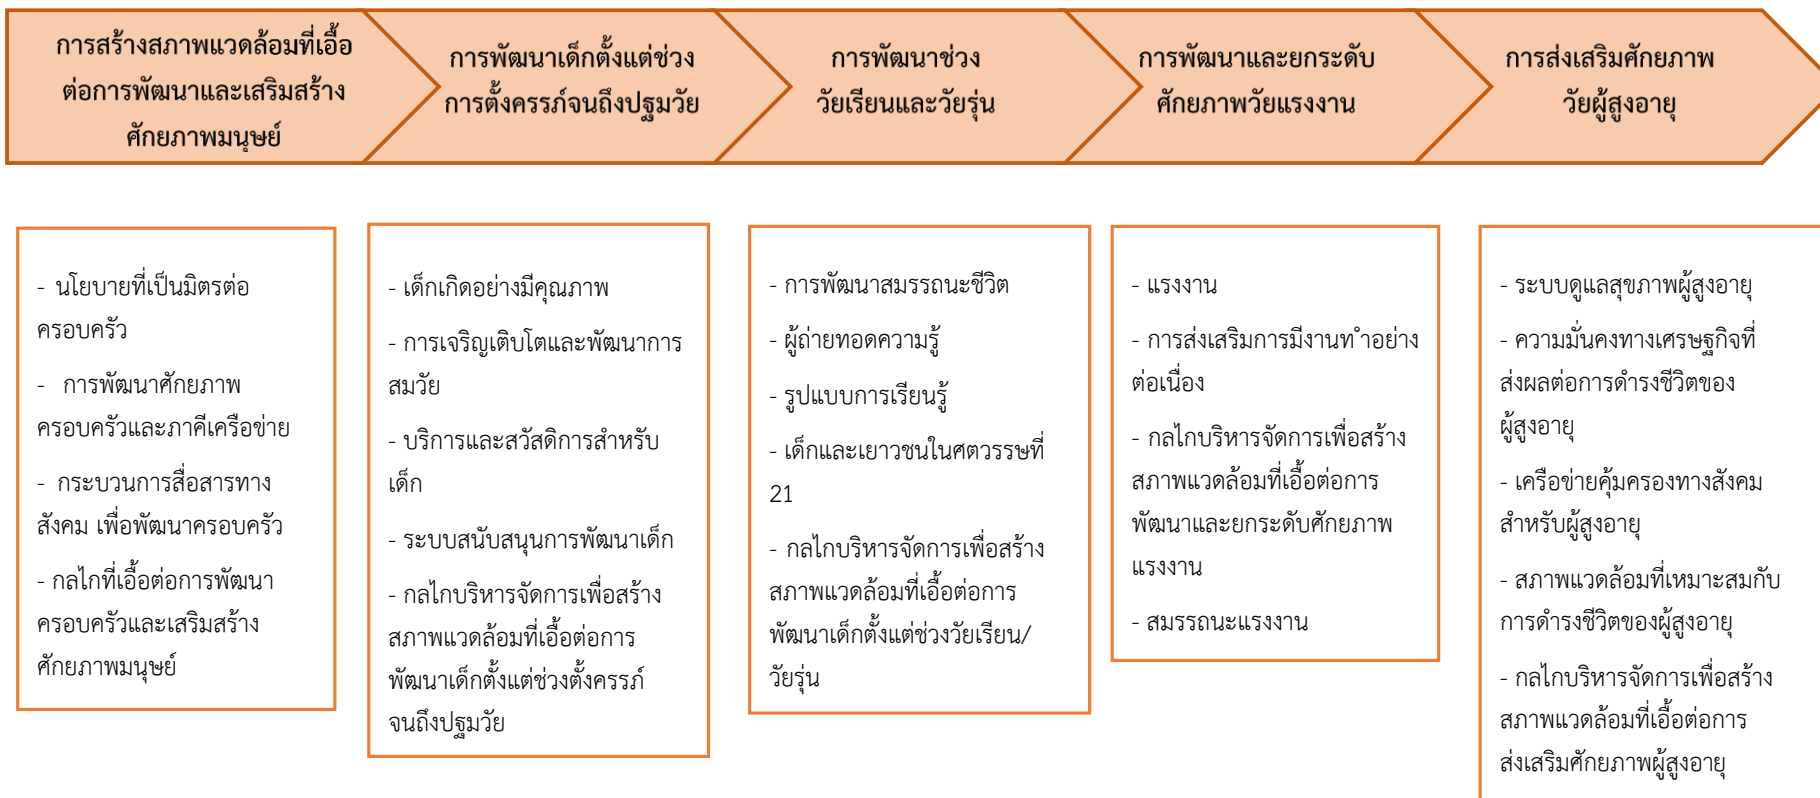 การสร้างสภาพแวดล้อมที่เอื้อ
ต่อการพัฒนาและเสริมสร้าง
ศักยภาพมนุษย์
การพัฒนาเด็กตั้งแต่ช่วง
การตั้งครรภ์จนถึงปฐมวัย
การพัฒนาช่วง
วัยเรียนและวัยรุ่น
การพัฒนาและยกระดับ
ศักยภาพวัยแรงงาน
การส่งเสริมศักยภาพ
วัยผู้สูงอายุ
- นโยบายที่เป็นมิตรต่อ
ครอบครัว
- การพัฒนาศักยภาพ
ครอบครัวและภาคีเครือข่าย
- กระบวนการสื่อสารทาง
สังคม เพื่อพัฒนาครอบครัว
- กลไกที่เอื้อต่อการพัฒนา
ครอบครัวและเสริมสร้าง
ศักยภาพมนุษย์
- เด็กเกิดอย่างมีคุณภาพ
- การเจริญเติบโตและพัฒนาการ
สมวัย
- บริการและสวัสดิการสำหรับ
เด็ก
- ระบบสนับสนุนการพัฒนาเด็ก
- กลไกบริหารจัดการเพื่อสร้าง
สภาพแวดล้อมที่เอื้อต่อการ
พัฒนาเด็กตั้งแต่ช่วงตั้งครรภ์
จนถึงปฐมวัย
- การพัฒนาสมรรถนะชีวิต
- ผู้ถ่ายทอดความรู้
- รูปแบบการเรียนรู้
- เด็กและเยาวชนในศตวรรษที่
21
- กลไกบริหารจัดการเพื่อสร้าง
สภาพแวดล้อมที่เอื้อต่อการ
พัฒนาเด็กตั้งแต่ช่วงวัยเรียน/
วัยรุ่น
- แรงงาน
- การส่งเสริมการมีงานท ำอย่าง
ต่อเนื่อง
- กลไกบริหารจัดการเพื่อสร้าง
สภาพแวดล้อมที่เอื้อต่อการ
พัฒนาและยกระดับศักยภาพ
แรงงาน
- สมรรถนะแรงงาน
- ระบบดูแลสุขภาพผู้สูงอายุ
- ความมั่นคงทางเศรษฐกิจที่
ส่งผลต่อการดำรงชีวิตของ
ผู้สูงอายุ
- เครือข่ายคุ้มครองทางสังคม
สำหรับผู้สูงอายุ
- สภาพแวดล้อมที่เหมาะสมกับ
การดำรงชีวิตของผู้สูงอายุ
- กลไกบริหารจัดการเพื่อสร้าง
สภาพแวดล้อมที่เอื้อต่อการ
ส่งเสริมศักยภาพผู้สูงอายุ